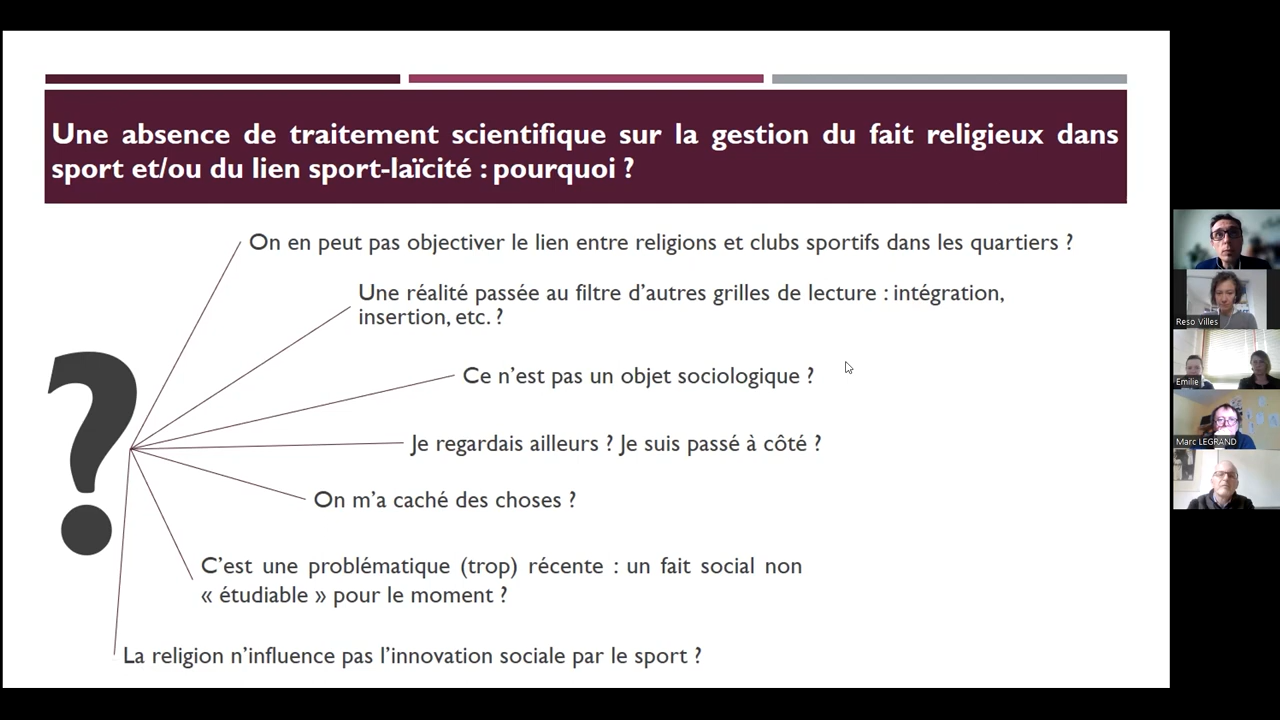 Une absence de traitement scientifique sur la gestion du fait religieux dans
sport et/ou du lien sport-laïcité : pourquoi ?
On en peut pas objectiver le lien entre religions et clubs sportifs dans les quartiers ?
Une réalité passée au filtre d’autres grilles de lecture : intégration,
insertion, etc. ?
Ce n’est pas un objet sociologique ?
Je regardais ailleurs ? Je suis passé à côté ?
On m’a caché des choses ?
C’est une problématique (trop) récente : un fait social non
« étudiable » pour le moment ?
La religion n’influence pas l’innovation sociale par le sport ?
?
Reso Villes
Emilie
Marc LEGRAND